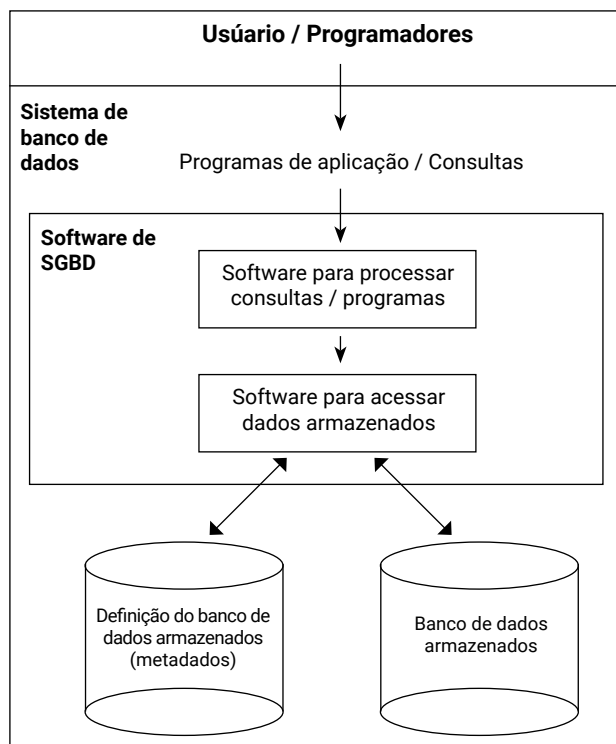 Usúario / Programadores
Sistema de
banco de
dados
Programas de aplicação / Consultas
Software de
SGBD
Software para processar
consultas / programas
Software para acessar
dados armazenados
Definição do banco de
dados armazenados
(metadados)
Banco de dados
armazenados